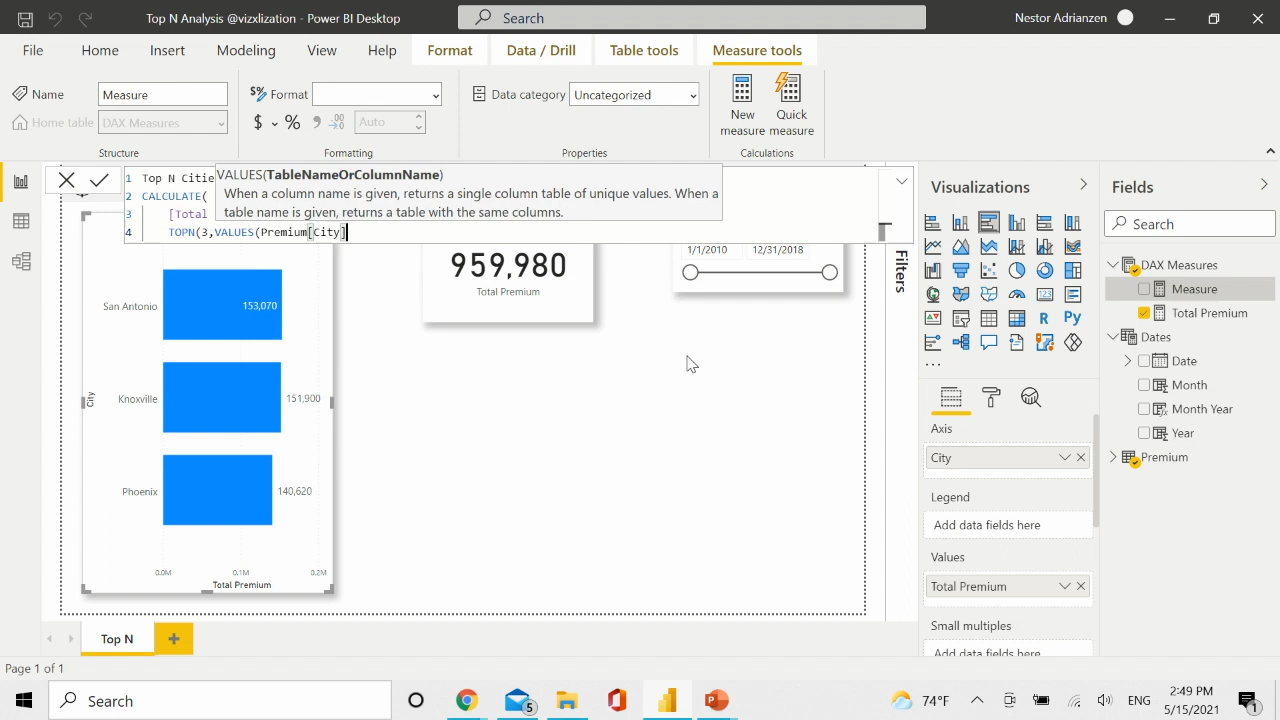 Top N Analysis @vizxlization - Power BI Desktop
Search
Nestor Adrianzen
File
Home
Insert
Modeling
View
Help
Format
Data / Drill
Table tools
Measure tools
Name
Measure
Home table
DAX Measures
Structure
Format
$ % 
Auto
Formatting
Data category
Uncategorized
Properties
New measure
Quick measure
Calculations
1 Top N Citie
2 CALCULATE(
3 [Total
4 TOPN(3,VALUES(Premium[City]
VALUES(TableNameOrColumnName)
When a column name is given, returns a single column table of unique values. When a
table name is given, returns a table with the same columns.
San Antonio
153,070
Knoxville
151,900
Phoenix
140,620
City
0.0M
0.1M
0.2M
Total Premium
959,980
Total Premium
1/1/2010
12/31/2018
Filters
Visualizations
R
Py
Axis
City
Legend
Add data fields here
Values
Total Premium
Small multiples
Add data fields here
Fields
Search
DAX Measures
Measure
Total Premium
Dates
Date
Month
Month Year
Year
Premium
Top N
Page 1 of 1
Search
5
74°F
ENG
2:49 PM
5/15/2021
1